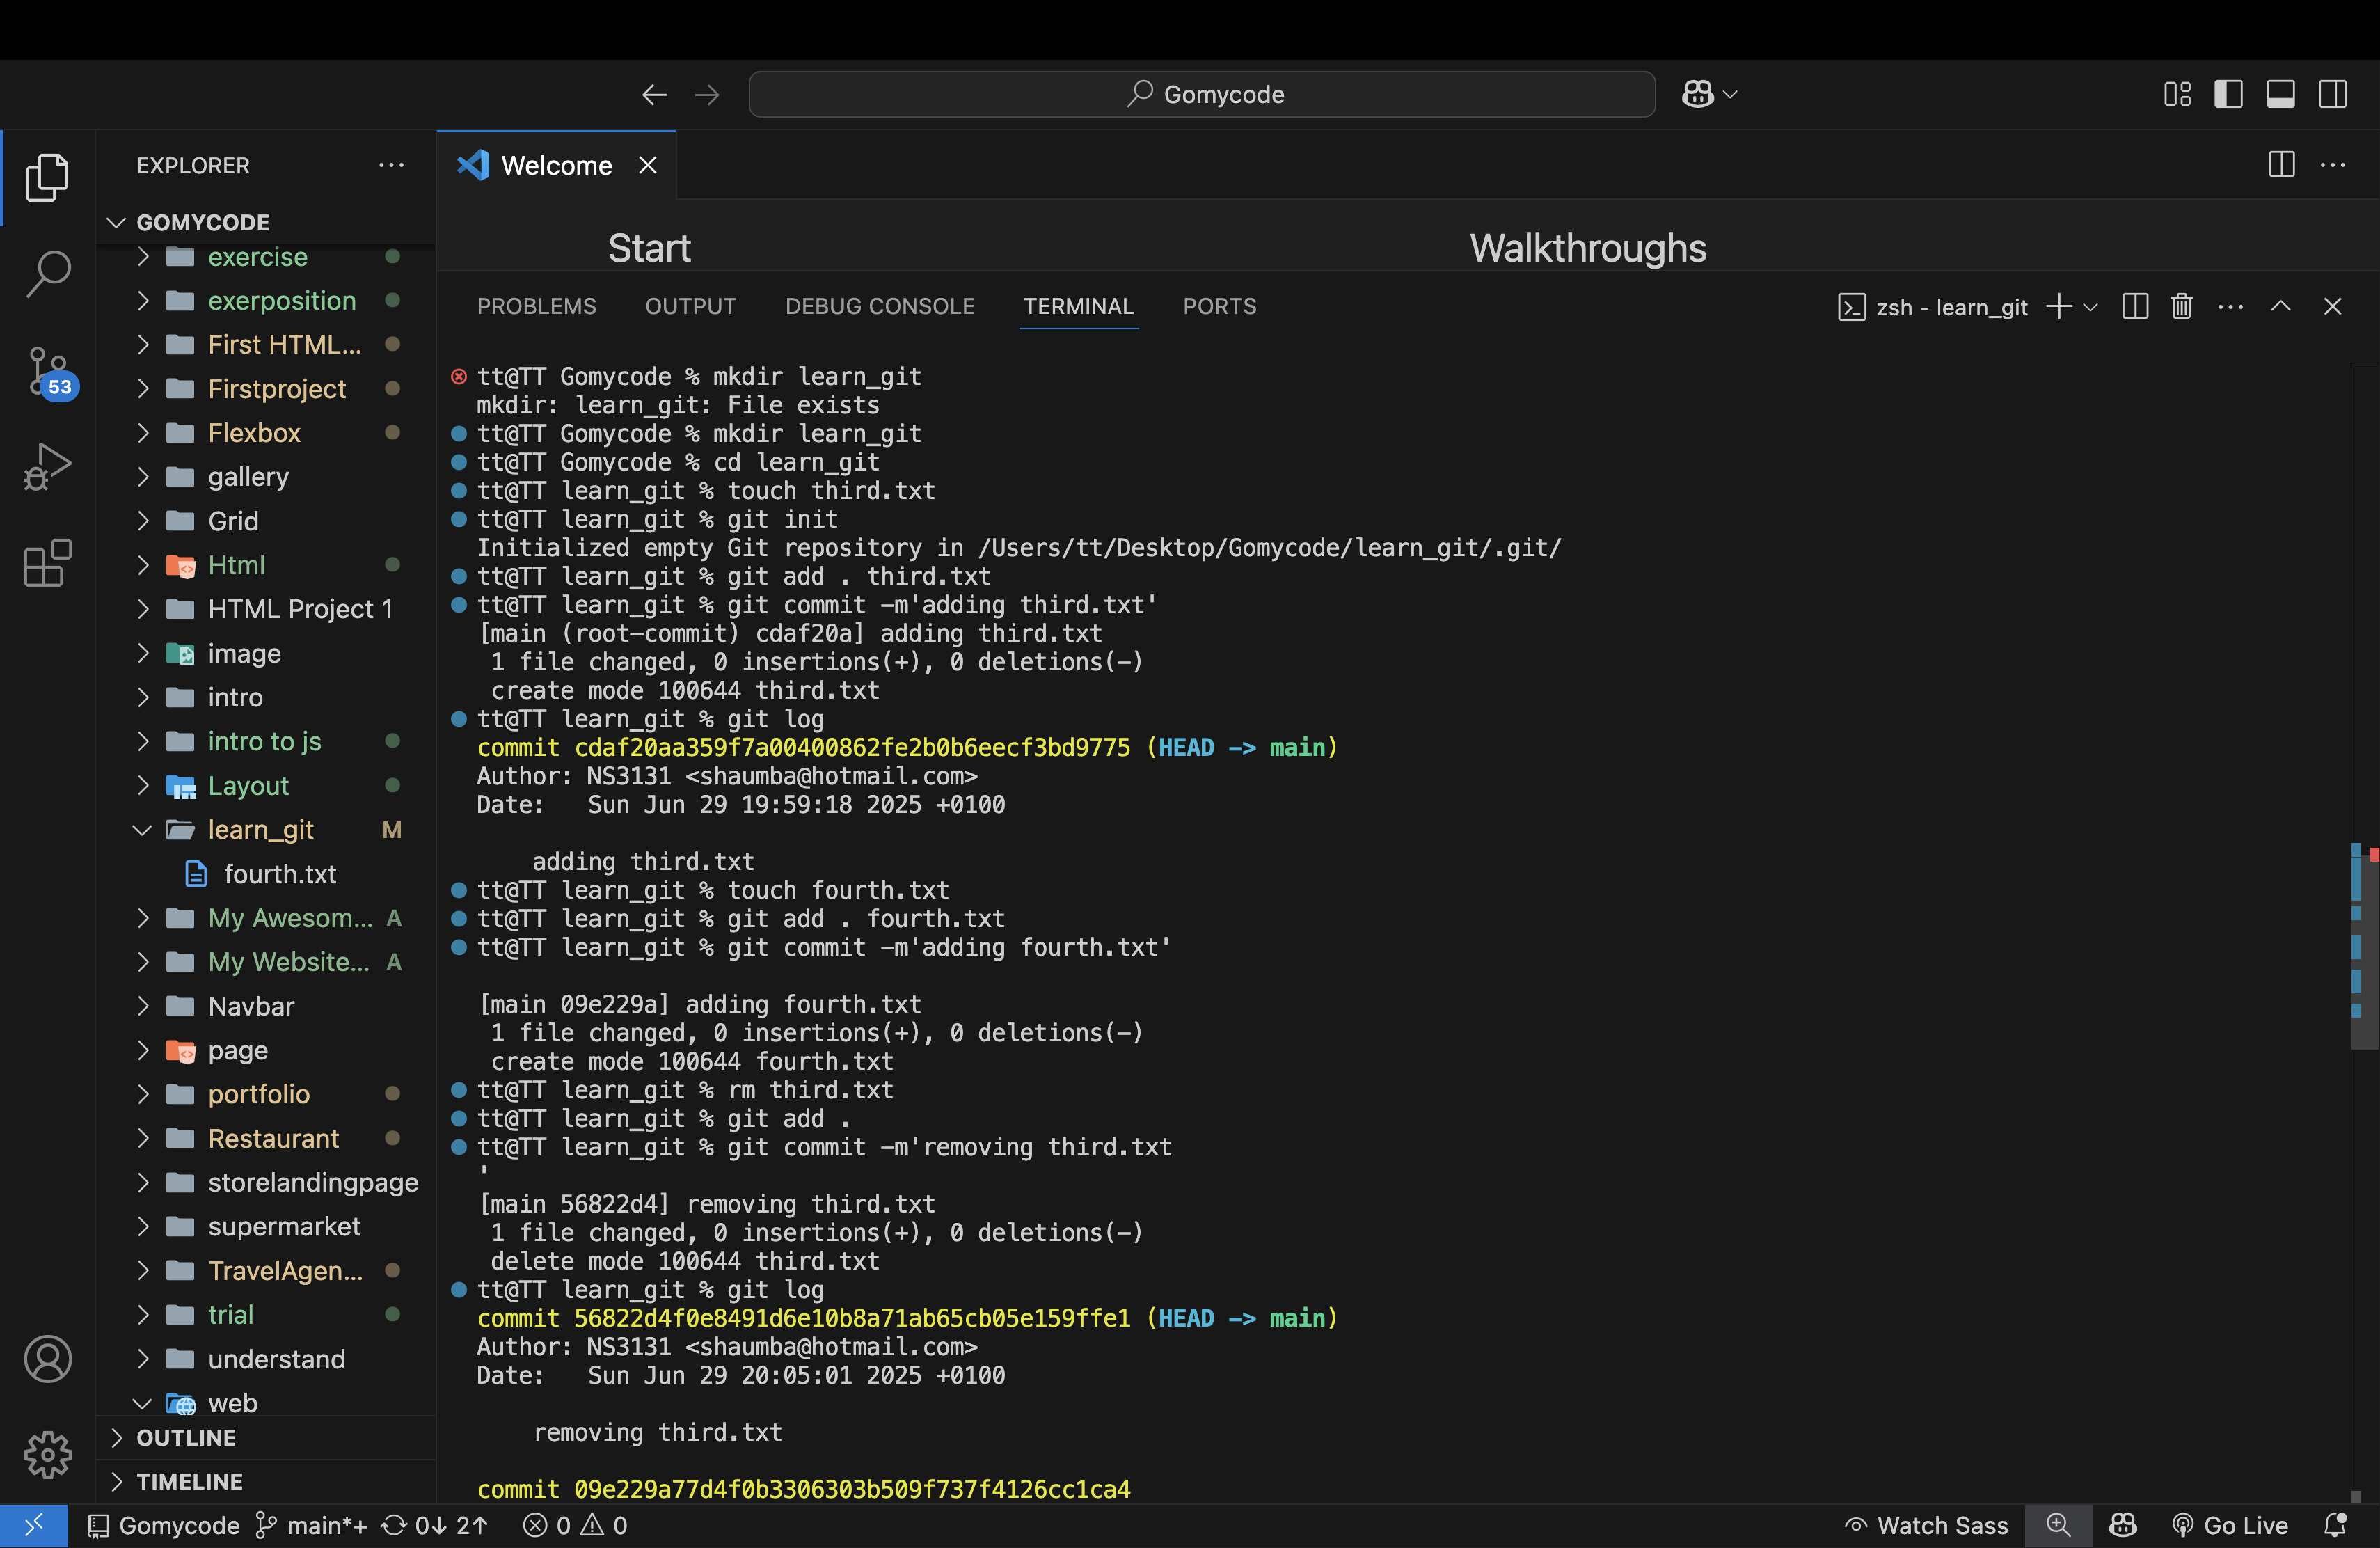 Gomycode
EXPLORER
Welcome
GOMYCODE
Start
Walkthroughs
exercise
exerposition
First HTML...
Firstproject
Flexbox
gallery
Grid
Html
HTML Project 1
image
intro
intro to js
Layout
learn_git M
fourth.txt
My Awesom... A
My Website... A
Navbar
page
portfolio
Restaurant
storelandingpage
supermarket
TravelAgen...
trial
understand
web
OUTLINE
TIMELINE
53
PROBLEMS OUTPUT DEBUG CONSOLE TERMINAL PORTS
zsh - learn_git
tt@TT Gomycode % mkdir learn_git
mkdir: learn_git: File exists
tt@TT Gomycode % mkdir learn_git
tt@TT Gomycode % cd learn_git
tt@TT learn_git % touch third.txt
tt@TT learn_git % git init
Initialized empty Git repository in /Users/tt/Desktop/Gomycode/learn_git/.git/
tt@TT learn_git % git add . third.txt
tt@TT learn_git % git commit -m'adding third.txt'
[main (root-commit) cdaf20a] adding third.txt
1 file changed, 0 insertions(+), 0 deletions(-)
create mode 100644 third.txt
tt@TT learn_git % git log
commit cdaf20aa359f7a00400862fe2b0b6eecf3bd9775 (HEAD -> main)
Author: NS3131 <shaumba@hotmail.com>
Date:   Sun Jun 29 19:59:18 2025 +0100
adding third.txt
tt@TT learn_git % touch fourth.txt
tt@TT learn_git % git add . fourth.txt
tt@TT learn_git % git commit -m'adding fourth.txt'
[main 09e229a] adding fourth.txt
1 file changed, 0 insertions(+), 0 deletions(-)
create mode 100644 fourth.txt
tt@TT learn_git % rm third.txt
tt@TT learn_git % git add .
tt@TT learn_git % git commit -m'removing third.txt
'
[main 56822d4] removing third.txt
1 file changed, 0 insertions(+), 0 deletions(-)
delete mode 100644 third.txt
tt@TT learn_git % git log
commit 56822d4f0e8491d6e10b8a71ab65cb05e159ffe1 (HEAD -> main)
Author: NS3131 <shaumba@hotmail.com>
Date:   Sun Jun 29 20:05:01 2025 +0100
removing third.txt
commit 09e229a77d4f0b3306303b509f737f4126cc1ca4
Gomycode main*+ 0↓ 2↑ 0 0 Watch Sass Go Live